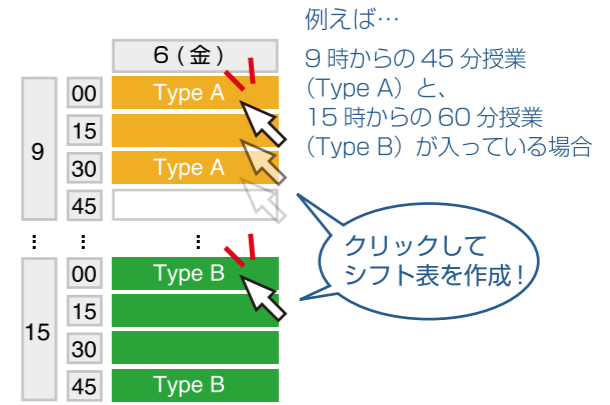 例えば…
9 時からの 45 分授業
（Type A）と、
15 時からの 60 分授業
（Type B）が入っている場合
6 ( 金 )
9
00 Type A
15
30 Type A
45
⋮ ⋮ ⋮
15
00 Type B
15
30
45 Type B
クリックして
シフト表を作成！